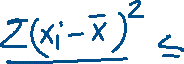 Σ(xi - x̄)² ≤